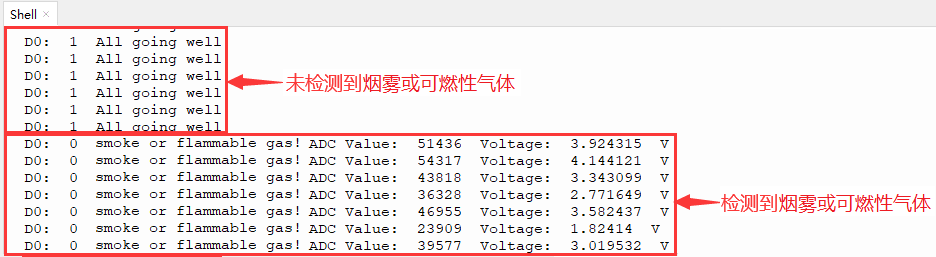 Shell ×
D0:  1  All going well
D0:  1  All going well
D0:  1  All going well
D0:  1  All going well
D0:  1  All going well
D0:  1  All going well
未检测到烟雾或可燃性气体
D0:  0  smoke or flammable gas! ADC Value:  51436  Voltage:  3.924315  V
D0:  0  smoke or flammable gas! ADC Value:  54317  Voltage:  4.144121  V
D0:  0  smoke or flammable gas! ADC Value:  43818  Voltage:  3.343099  V
D0:  0  smoke or flammable gas! ADC Value:  36328  Voltage:  2.771649  V
D0:  0  smoke or flammable gas! ADC Value:  46955  Voltage:  3.582437  V
D0:  0  smoke or flammable gas! ADC Value:  23909  Voltage:  1.82414  V
D0:  0  smoke or flammable gas! ADC Value:  39577  Voltage:  3.019532  V
检测到烟雾或可燃性气体